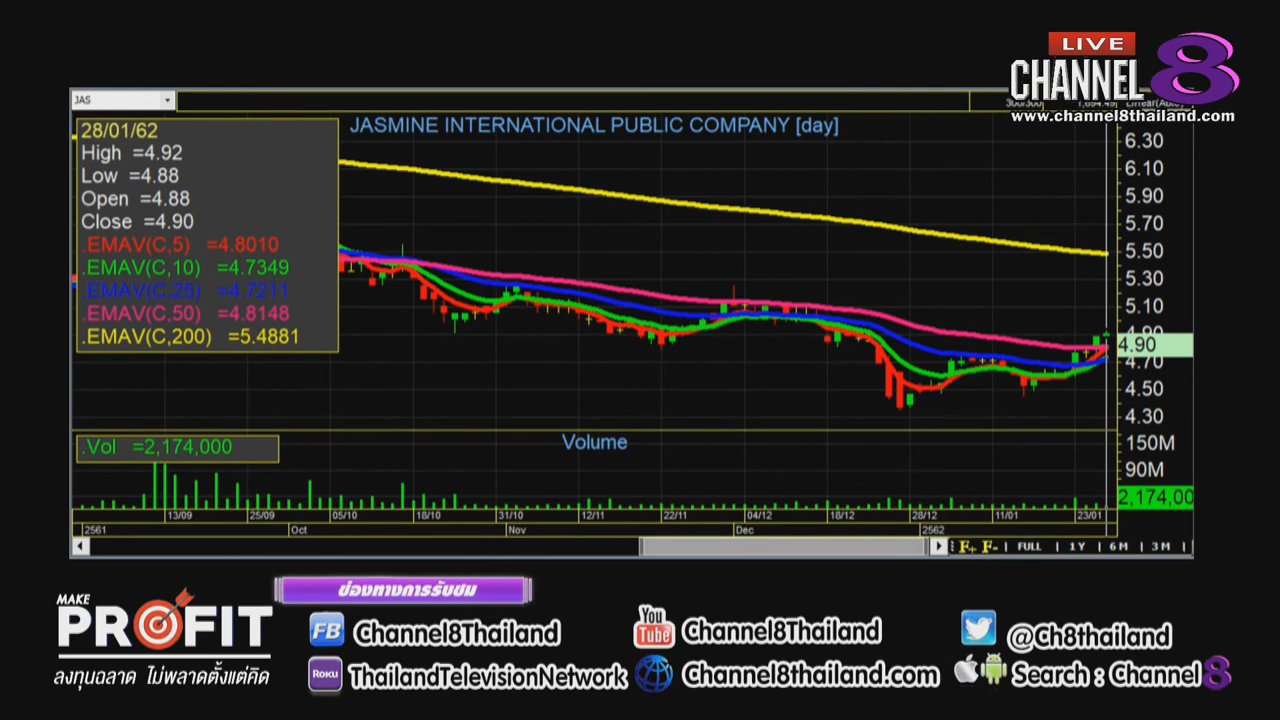 LIVE
CHANNEL 8
www.channel8thailand.com
JAS
300/300
Linear(Auto)
JASMINE INTERNATIONAL PUBLIC COMPANY [day]
28/01/62
High =4.92
Low =4.88
Open =4.88
Close =4.90
.EMAV(C,5) =4.8010
.EMAV(C,10) =4.7349
.EMAV(C,25) =4.7211
.EMAV(C,50) =4.8148
.EMAV(C,200) =5.4881
6.30
6.10
5.90
5.70
5.50
5.30
5.10
4.90
4.90
4.70
4.50
4.30
.Vol =2,174,000
Volume
150M
90M
2,174,00
13/09 25/09 05/10 18/10 31/10 12/11 22/11 04/12 18/12 28/12 11/01 23/01
2561 Oct Nov Dec 2562
F+ F- | FULL | 1Y | 6M | 3M |
MAKE
PROFIT
ลงทุนฉลาด ไม่พลาดตั้งแต่คิด
ช่องทางการรับชม
FB Channel8Thailand
You Tube Channel8Thailand
@Ch8thailand
Roku ThailandTelevisionNetwork
Channel8thailand.com
Search : Channel 8